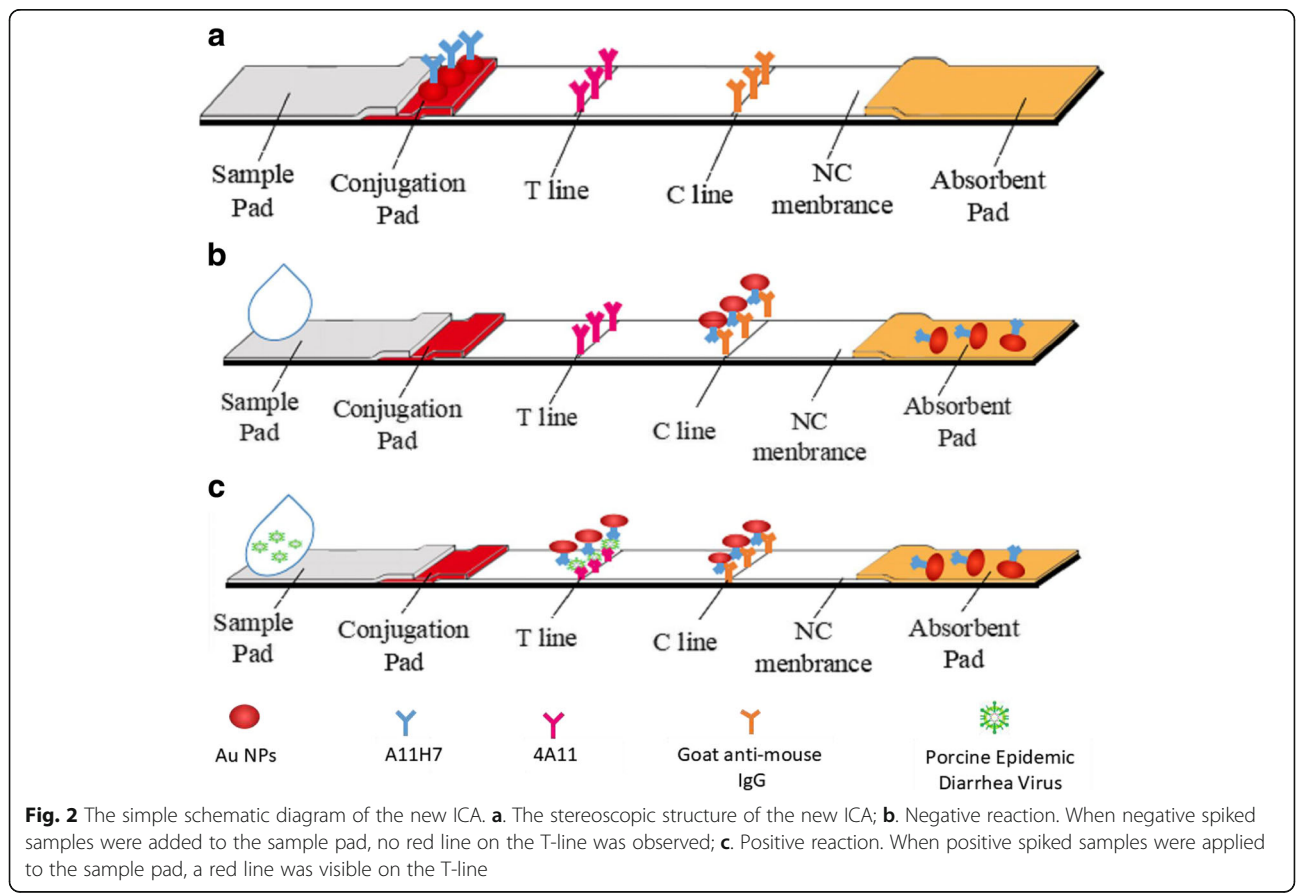 a
Sample
Pad
Conjugation
Pad
T line
C line
NC
menbrance
Absorbent
Pad
b
Sample
Pad
Conjugation
Pad
T line
C line
NC
menbrance
Absorbent
Pad
c
Sample
Pad
Conjugation
Pad
T line
C line
NC
menbrance
Absorbent
Pad
Au NPs
A11H7
4A11
Goat anti-mouse
IgG
Porcine Epidemic
Diarrhea Virus
Fig. 2 The simple schematic diagram of the new ICA. a. The stereoscopic structure of the new ICA; b. Negative reaction. When negative spiked
samples were added to the sample pad, no red line on the T-line was observed; c. Positive reaction. When positive spiked samples were applied
to the sample pad, a red line was visible on the T-line